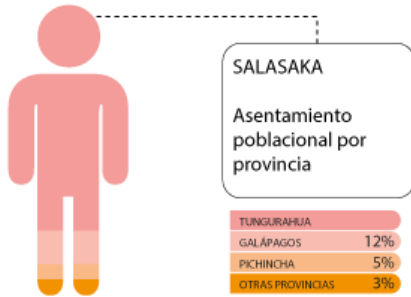 SALASAKA
Asentamiento
poblacional por
provincia
TUNGURAHUA
GALÁPAGOS 12%
PICHINCHA 5%
OTRAS PROVINCIAS 3%